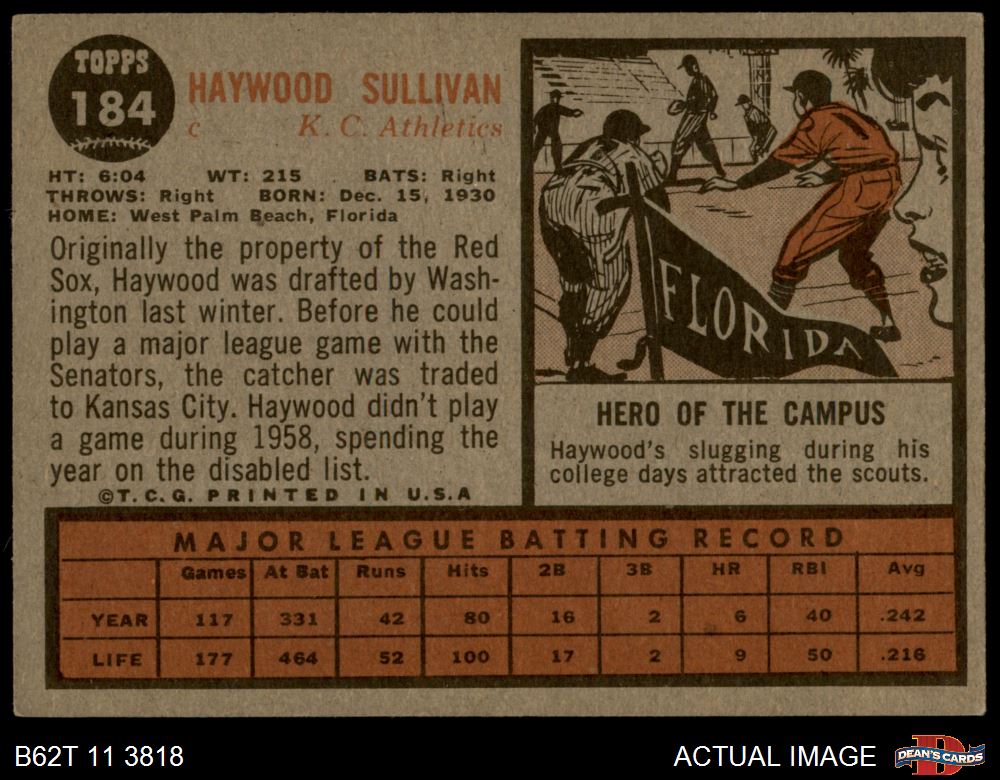 TOPPS
184
HAYWOOD SULLIVAN
C K. C. Athletics
HT: 6:04 WT: 215 BATS: Right
THROWS: Right BORN: Dec. 15, 1930
HOME: West Palm Beach, Florida
Originally the property of the Red
Sox, Haywood was drafted by Wash-
ington last winter. Before he could
play a major league game with the
Senators, the catcher was traded
to Kansas City. Haywood didn't play
a game during 1958, spending the
year on the disabled list.
©T. C. G. PRINTED IN U.S.A
FLORIDA
HERO OF THE CAMPUS
Haywood's slugging during his
college days attracted the scouts.
MAJOR LEAGUE BATTING RECORD
Games At Bat Runs Hits 2B 3B HR RBI Avg
YEAR 117 331 42 80 16 2 6 40 .242
LIFE 177 464 52 100 17 2 9 50 .216
B62T 11 3818 ACTUAL IMAGE
DEAN'S CARDS